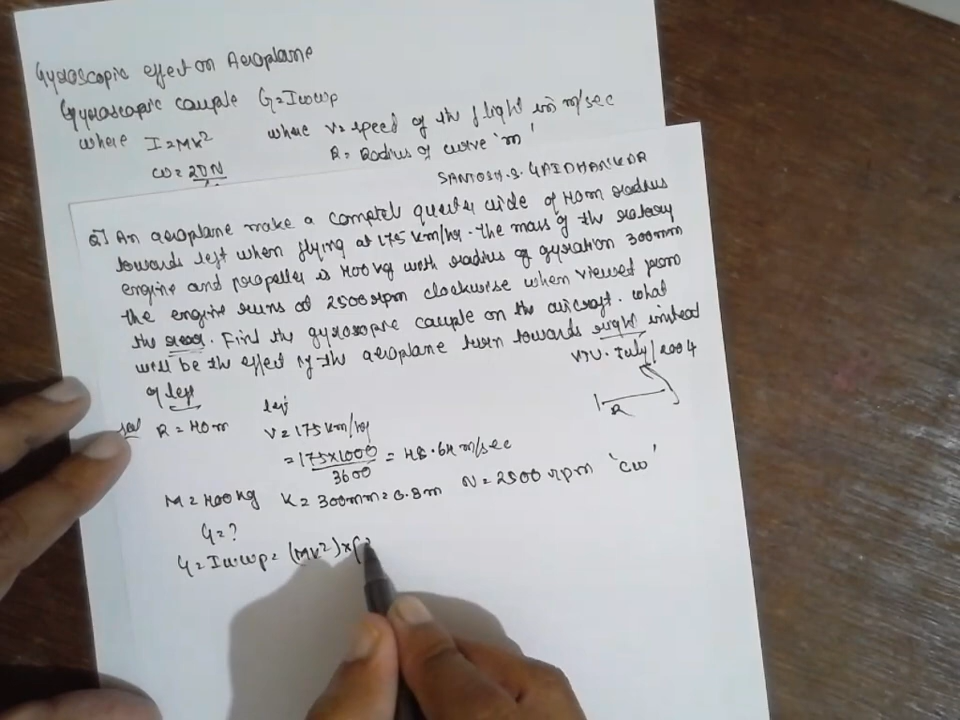 Gyroscopic effect on Aeroplane
Gyroscopic couple G=Iωωp
where I=MK² where V= speed of the flight in m/sec
ω=2ΠN R= Radius of curve 'm'
SANTOSH.S. GAIDHANKAR
Q] An aeroplane make a complet quarter circle of 40m radius
towards left when flying at 175 km/hr. The mass of the rotary
engine and propeller is 400 kg with radius of gyration 300mm
the engine runs at 2500 rpm clockwise when viewed from
the rear. Find the gyroscopic couple on the aircraft. what
will be the effect if the aeroplane turn towards right instead
of left VTU. July/2004
R
Sol R = 40m left
V=175 km/hr
=175×1000 = 48.61 m/sec
3600
M=400kg K= 300mm=0.3m N=2500 rpm 'cw'
G=?
G=Iωωp= (MK²)×(